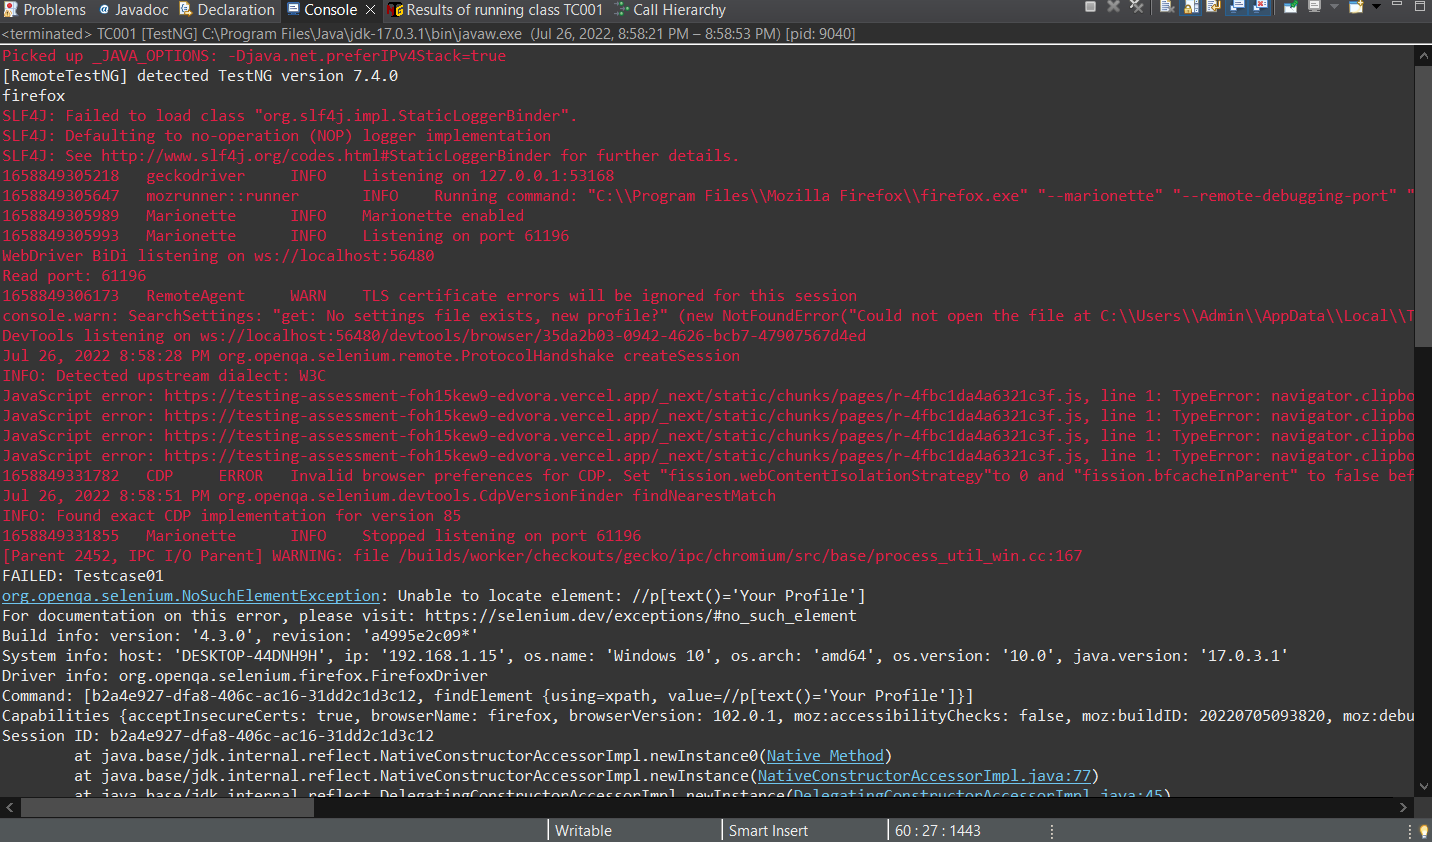 Problems Javadoc Declaration Console Results of running class TC001 Call Hierarchy
<terminated> TC001 [TestNG] C:\Program Files\Java\jdk-17.0.3.1\bin\javaw.exe (Jul 26, 2022, 8:58:21 PM – 8:58:53 PM) [pid: 9040]
Picked up _JAVA_OPTIONS: -Djava.net.preferIPv4Stack=true
[RemoteTestNG] detected TestNG version 7.4.0
firefox
SLF4J: Failed to load class "org.slf4j.impl.StaticLoggerBinder".
SLF4J: Defaulting to no-operation (NOP) logger implementation
SLF4J: See http://www.slf4j.org/codes.html#StaticLoggerBinder for further details.
1658849305218 geckodriver INFO Listening on 127.0.0.1:53168
1658849305647 mozrunner::runner INFO Running command: "C:\\Program Files\\Mozilla Firefox\\firefox.exe" "--marionette" "--remote-debugging-port" "
1658849305989 Marionette INFO Marionette enabled
1658849305993 Marionette INFO Listening on port 61196
WebDriver BiDi listening on ws://localhost:56480
Read port: 61196
1658849306173 RemoteAgent WARN TLS certificate errors will be ignored for this session
console.warn: SearchSettings: "get: No settings file exists, new profile?" (new NotFoundError("Could not open the file at C:\\Users\\Admin\\AppData\\Local\\T
DevTools listening on ws://localhost:56480/devtools/browser/35da2b03-0942-4626-bcb7-47907567d4ed
Jul 26, 2022 8:58:28 PM org.openqa.selenium.remote.ProtocolHandshake createSession
INFO: Detected upstream dialect: W3C
JavaScript error: https://testing-assessment-foh15kew9-edvora.vercel.app/_next/static/chunks/pages/r-4fbc1da4a6321c3f.js, line 1: TypeError: navigator.clipbo
JavaScript error: https://testing-assessment-foh15kew9-edvora.vercel.app/_next/static/chunks/pages/r-4fbc1da4a6321c3f.js, line 1: TypeError: navigator.clipbo
JavaScript error: https://testing-assessment-foh15kew9-edvora.vercel.app/_next/static/chunks/pages/r-4fbc1da4a6321c3f.js, line 1: TypeError: navigator.clipbo
JavaScript error: https://testing-assessment-foh15kew9-edvora.vercel.app/_next/static/chunks/pages/r-4fbc1da4a6321c3f.js, line 1: TypeError: navigator.clipbo
1658849331782 CDP ERROR Invalid browser preferences for CDP. Set "fission.webContentIsolationStrategy"to 0 and "fission.bfcacheInParent" to false bef
Jul 26, 2022 8:58:51 PM org.openqa.selenium.devtools.CdpVersionFinder findNearestMatch
INFO: Found exact CDP implementation for version 85
1658849331855 Marionette INFO Stopped listening on port 61196
[Parent 2452, IPC I/O Parent] WARNING: file /builds/worker/checkouts/gecko/ipc/chromium/src/base/process_util_win.cc:167
FAILED: Testcase01
org.openqa.selenium.NoSuchElementException: Unable to locate element: //p[text()='Your Profile']
For documentation on this error, please visit: https://selenium.dev/exceptions/#no_such_element
Build info: version: '4.3.0', revision: 'a4995e2c09*'
System info: host: 'DESKTOP-44DNH9H', ip: '192.168.1.15', os.name: 'Windows 10', os.arch: 'amd64', os.version: '10.0', java.version: '17.0.3.1'
Driver info: org.openqa.selenium.firefox.FirefoxDriver
Command: [b2a4e927-dfa8-406c-ac16-31dd2c1d3c12, findElement {using=xpath, value=//p[text()='Your Profile']}]
Capabilities {acceptInsecureCerts: true, browserName: firefox, browserVersion: 102.0.1, moz:accessibilityChecks: false, moz:buildID: 20220705093820, moz:debu
Session ID: b2a4e927-dfa8-406c-ac16-31dd2c1d3c12
at java.base/jdk.internal.reflect.NativeConstructorAccessorImpl.newInstance0(Native Method)
at java.base/jdk.internal.reflect.NativeConstructorAccessorImpl.newInstance(NativeConstructorAccessorImpl.java:77)
at java.base/jdk.internal.reflect.DelegatingConstructorAccessorImpl.newInstance(DelegatingConstructorAccessorImpl.java:45)
Writable Smart Insert 60 : 27 : 1443